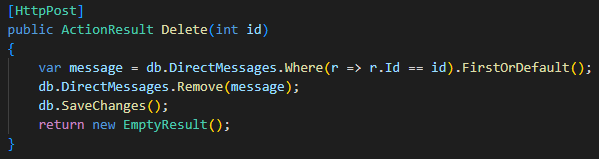 [HttpPost]
public ActionResult Delete(int id)
{
    var message = db.DirectMessages.Where(r => r.Id == id).FirstOrDefault();
    db.DirectMessages.Remove(message);
    db.SaveChanges();
    return new EmptyResult();
}